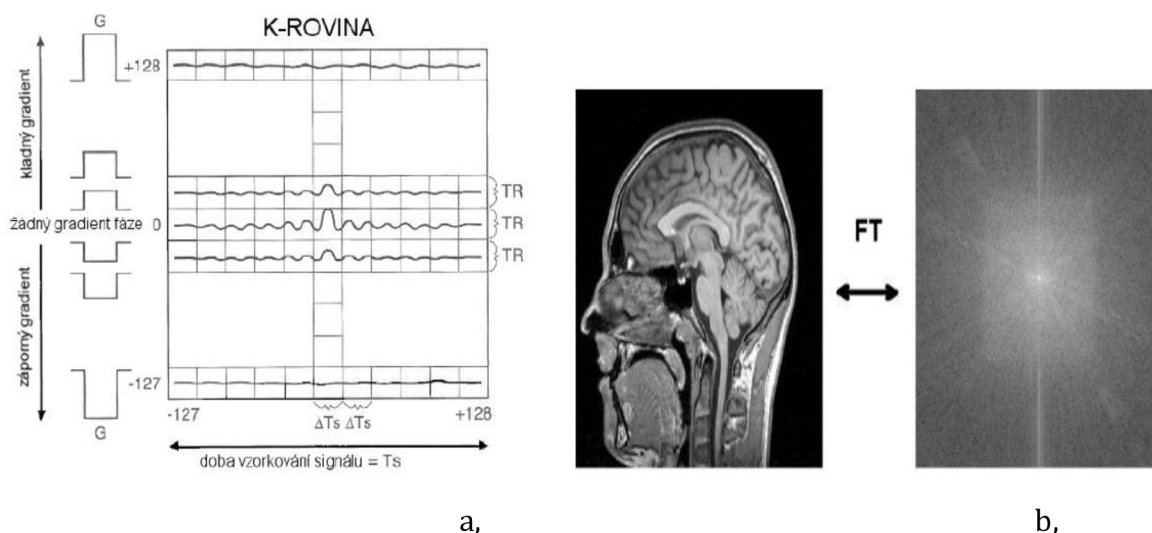 K-ROVINA
G
kladný gradient
+128
žádný gradient fáze 0
záporný gradient
-127
G
TR
TR
TR
-127
+128
ΔTs ΔTs
doba vzorkování signálu = Ts
FT
a,
b,